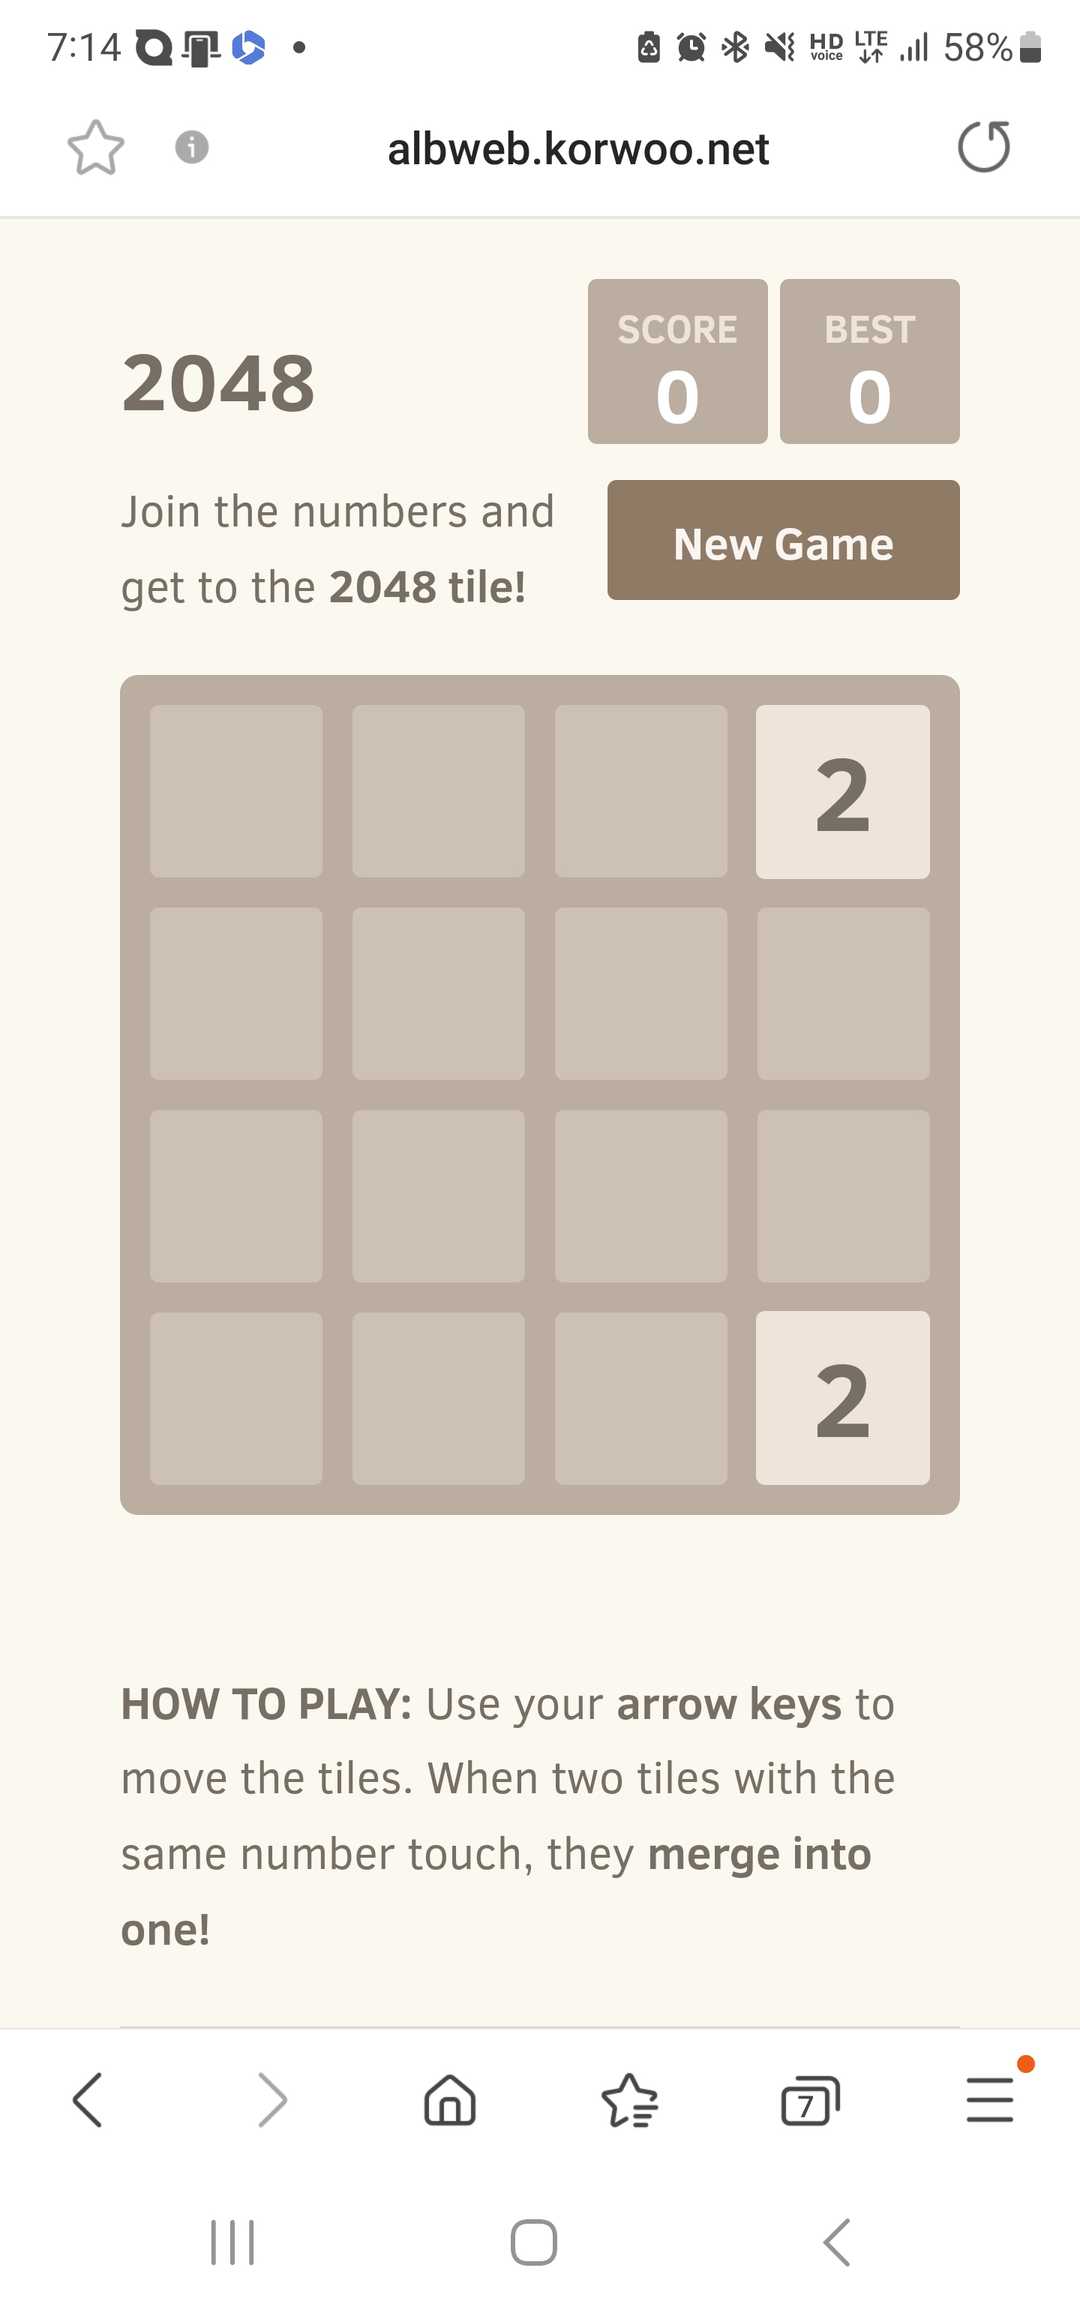 7:14
HD voice LTE 58%
albweb.korwoo.net
2048
SCORE
0
BEST
0
Join the numbers and
get to the 2048 tile!
New Game
2
2
HOW TO PLAY: Use your arrow keys to
move the tiles. When two tiles with the
same number touch, they merge into
one!
7